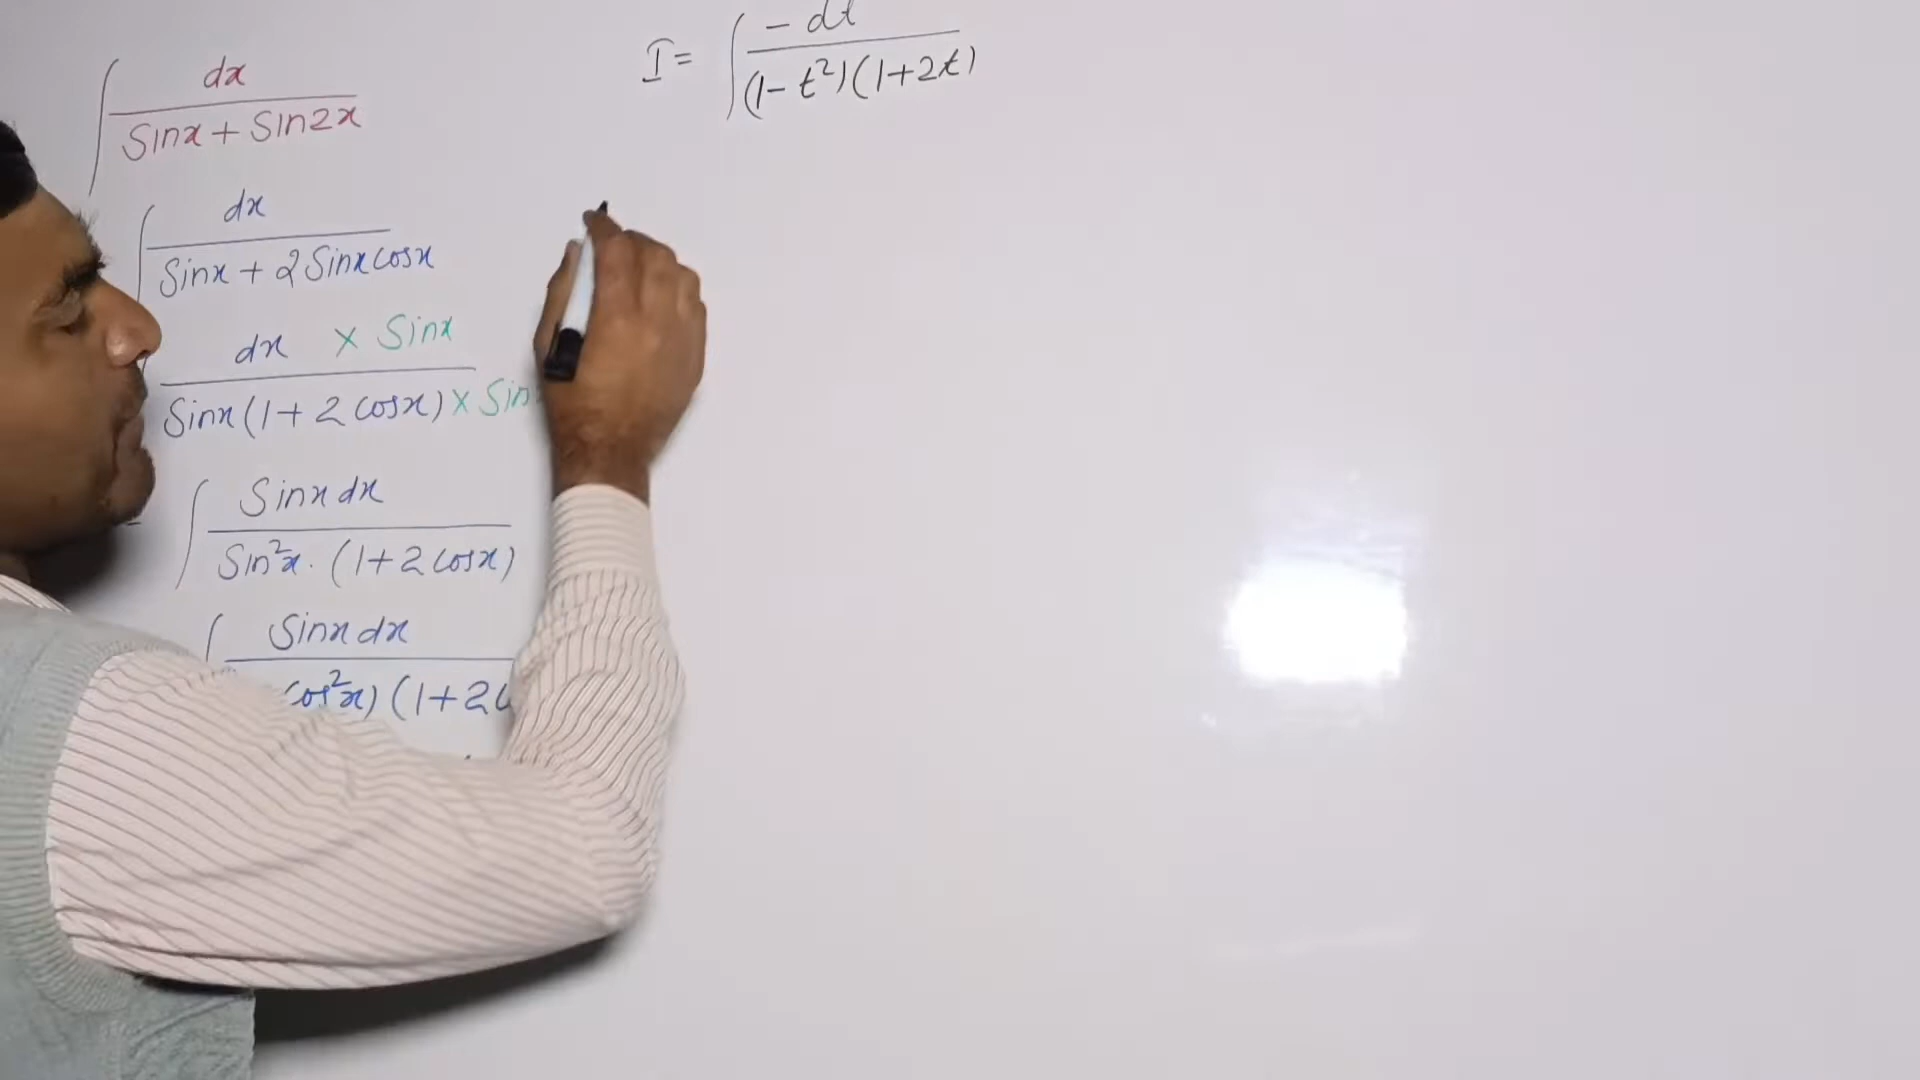 ∫ dx / Sinx + Sin2x
∫ dx / Sinx + 2 Sinx Cosx
dx × Sinx / Sinx (1 + 2 Cosx) × Sin
∫ Sinx dx / Sin²x · (1 + 2 Cosx)
∫ Sinx dx / Cos²x) (1 + 2
I = ∫ - dt / (1 - t²) (1 + 2t)